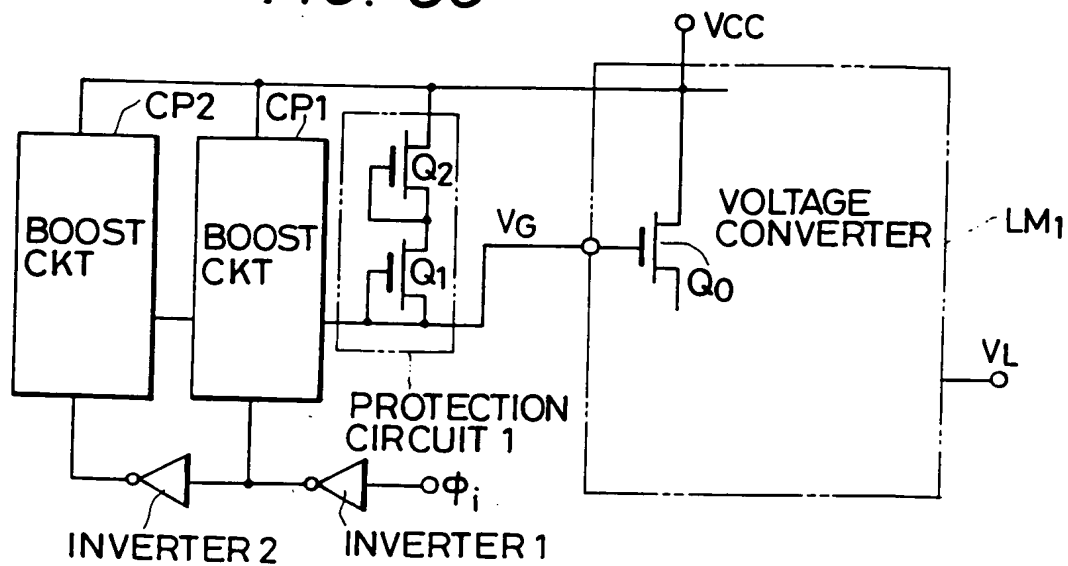 VCC
CP2
CP1
BOOST
CKT
BOOST
CKT
Q2
Q1
VG
VOLTAGE
CONVERTER
Q0
LM1
VL
PROTECTION
CIRCUIT 1
ϕi
INVERTER 2
INVERTER 1